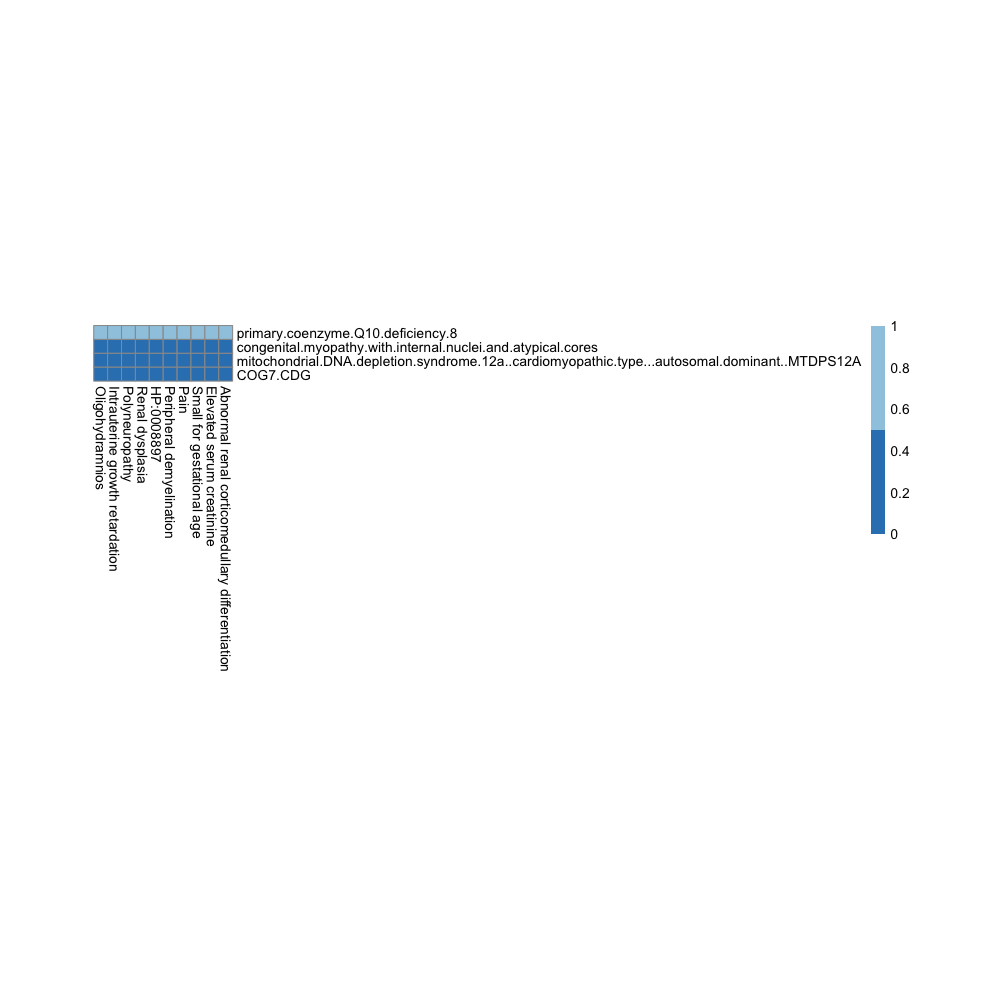 primary.coenzyme.Q10.deficiency.8
congenital.myopathy.with.internal.nuclei.and.atypical.cores
mitochondrial.DNA.depletion.syndrome.12a..cardiomyopathic.type...autosomal.dominant..MTDPS12A
COG7.CDG
Oligohydramnios
Intrauterine growth retardation
Polyneuropathy
Renal dysplasia
HP:0008897
Peripheral demyelination
Pain
Small for gestational age
Elevated serum creatinine
Abnormal renal corticomedullary differentiation
1
0.8
0.6
0.4
0.2
0